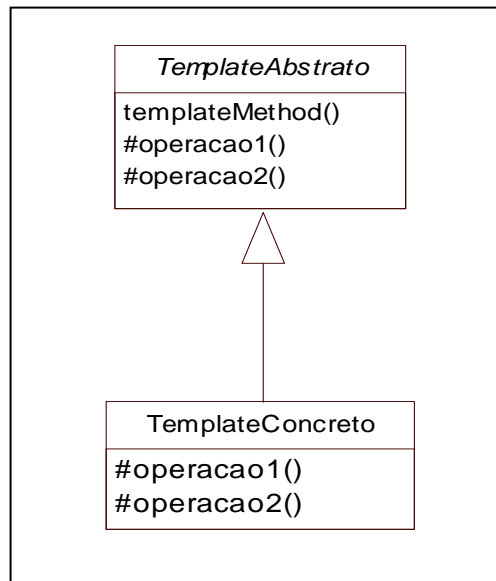 TemplateAbstrato
templateMethod()
#operacao1()
#operacao2()
TemplateConcreto
#operacao1()
#operacao2()